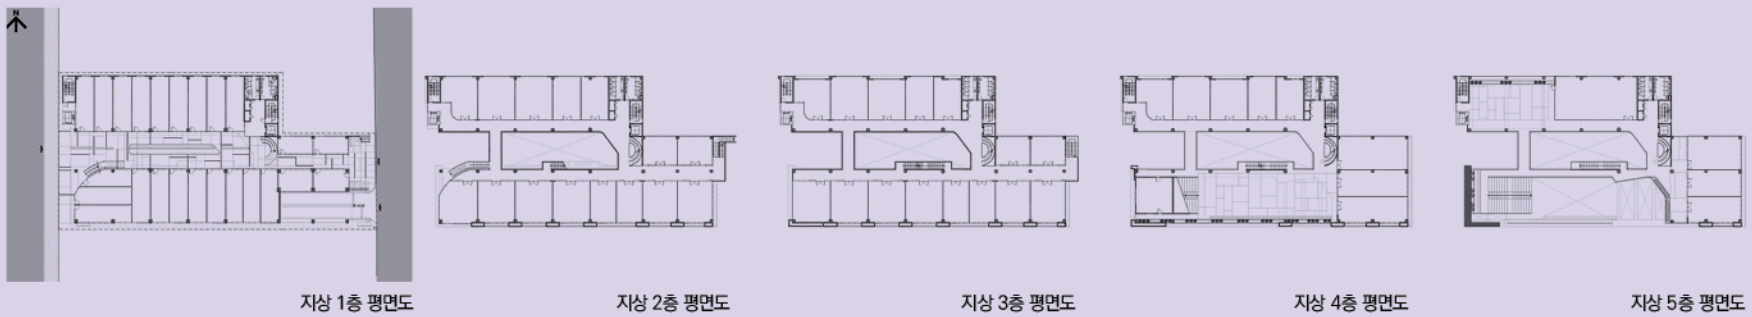 N
지상 1층 평면도
지상 2층 평면도
지상 3층 평면도
지상 4층 평면도
지상 5층 평면도